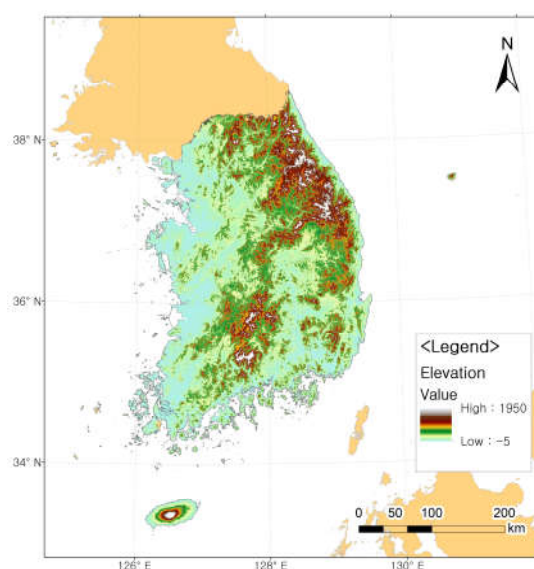 N
38° N
36° N
34° N
<Legend>
Elevation
Value
High : 1950
Low : -5
0 50 100 200
km
126° E 128° E 130° E